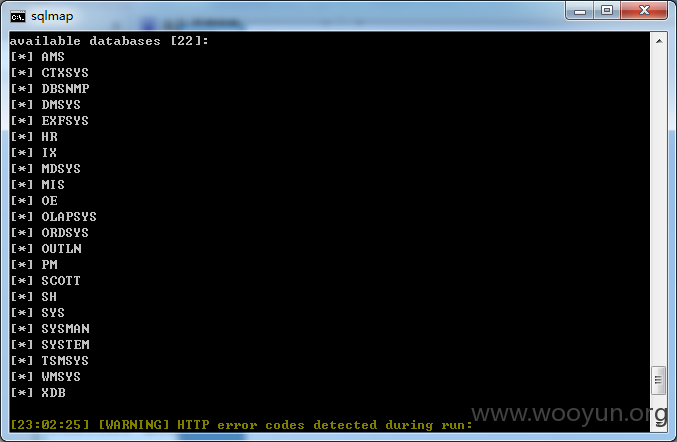 sqlmap
available databases [22]:
[*] AMS
[*] CTXSYS
[*] DBSNMP
[*] DMSYS
[*] EXFSYS
[*] HR
[*] IX
[*] MDSYS
[*] MIS
[*] OE
[*] OLAPSYS
[*] ORDSYS
[*] OUTLN
[*] PM
[*] SCOTT
[*] SH
[*] SYS
[*] SYSMAN
[*] SYSTEM
[*] TSMSYS
[*] WMSYS
[*] XDB
www.wooyun.org
[23:02:25] [WARNING] HTTP error codes detected during run: